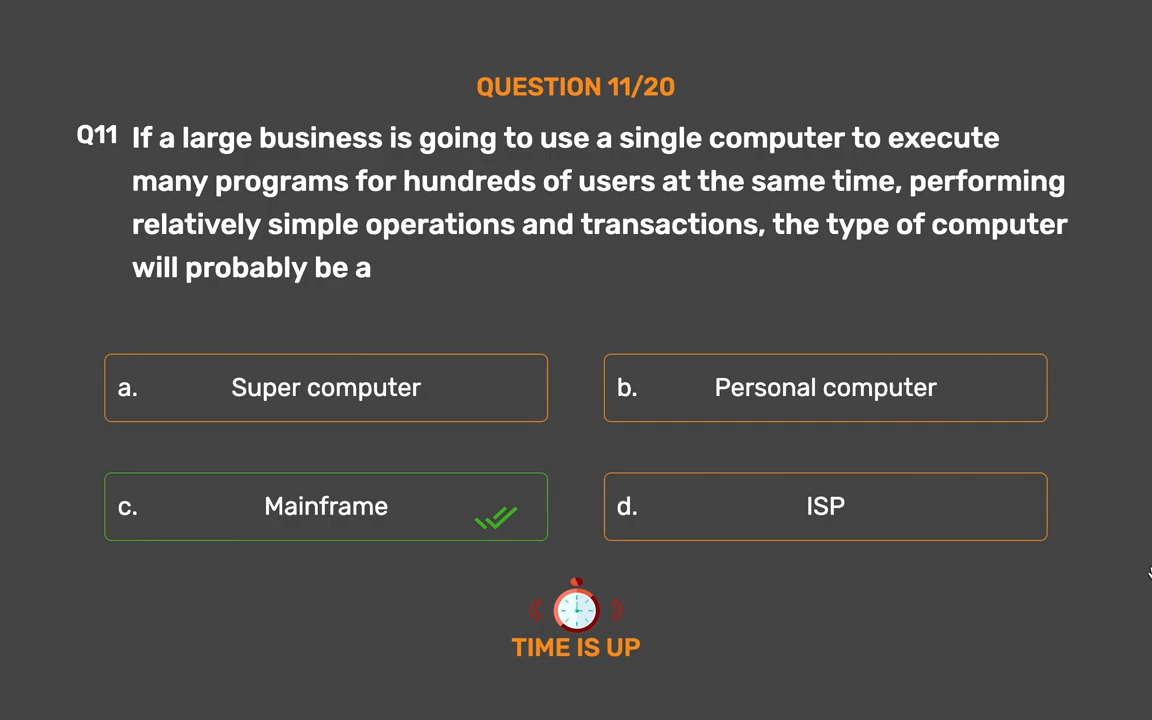 QUESTION 11/20
Q11 If a large business is going to use a single computer to execute
many programs for hundreds of users at the same time, performing
relatively simple operations and transactions, the type of computer
will probably be a
a. Super computer
b. Personal computer
c. Mainframe
d. ISP
TIME IS UP